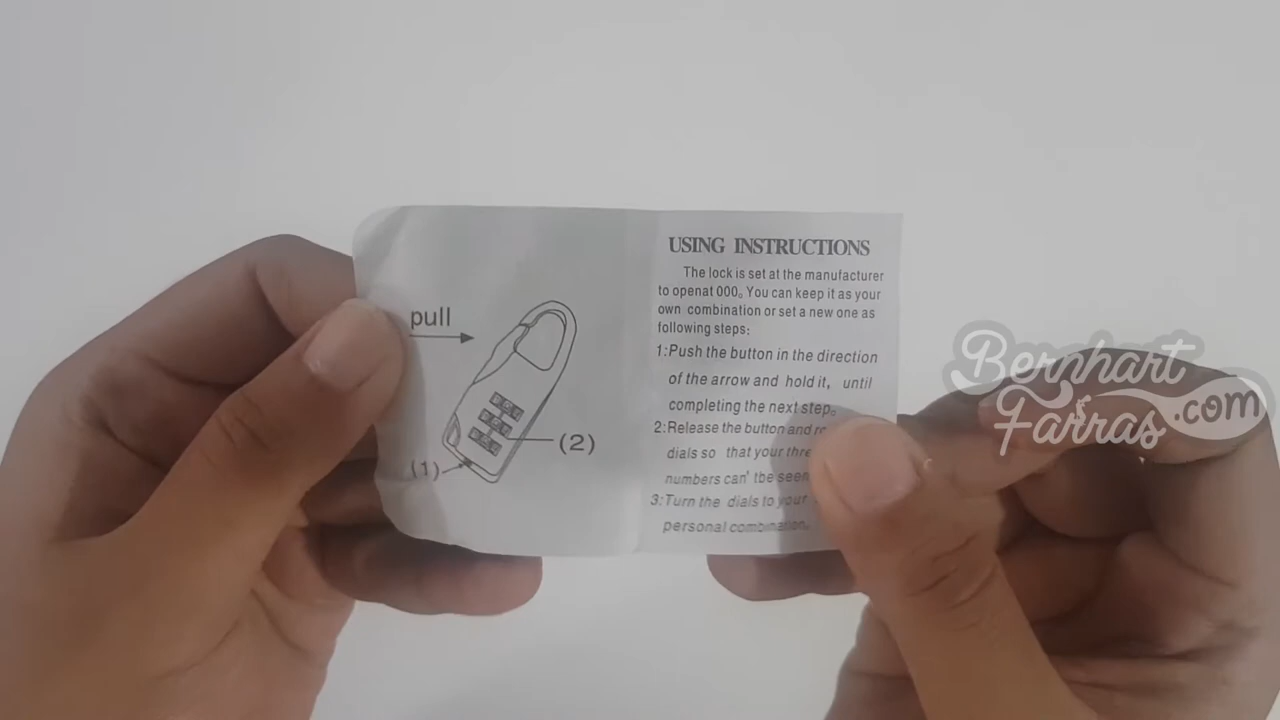 pull
(1)
(2)
USING INSTRUCTIONS
The lock is set at the manufacturer
to openat 000。You can keep it as your
own combination or set a new one as
following steps:
1:Push the button in the direction
of the arrow and hold it, until
completing the next step。
2:Release the button and
dials so that your
numbers can' tbe seen
3:Turn the dials to your
personal combination。
Bernhart
& Farras
.com